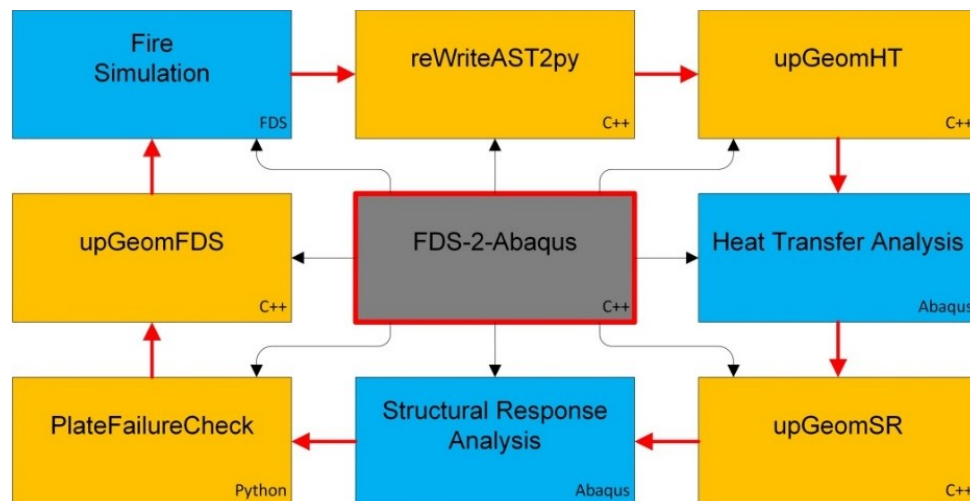 Fire
Simulation
FDS
reWriteAST2py
C++
upGeomHT
C++
upGeomFDS
C++
FDS-2-Abaqus
C++
Heat Transfer Analysis
Abaqus
PlateFailureCheck
Python
Structural Response
Analysis
Abaqus
upGeomSR
C++